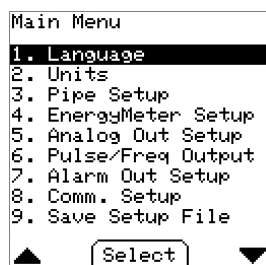 Main Menu
1. Language
2. Units
3. Pipe Setup
4. EnergyMeter Setup
5. Analog Out Setup
6. Pulse/Freq Output
7. Alarm Out Setup
8. Comm. Setup
9. Save Setup File
Select